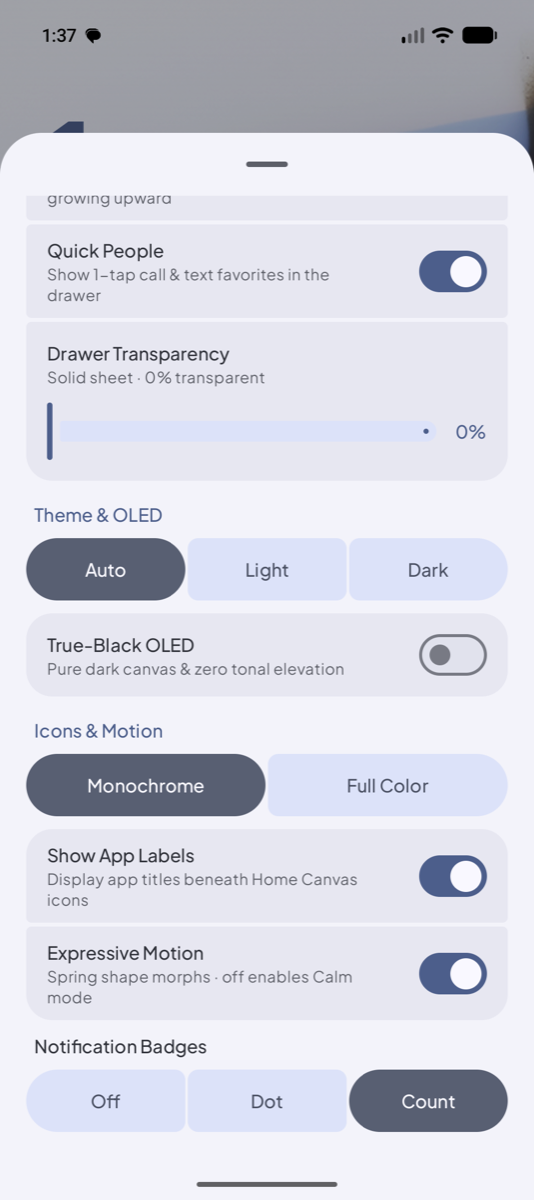 1:37
growing upward
Quick People
Show 1-tap call & text favorites in the
drawer
Drawer Transparency
Solid sheet · 0% transparent
0%
Theme & OLED
Auto
Light
Dark
True-Black OLED
Pure dark canvas & zero tonal elevation
Icons & Motion
Monochrome
Full Color
Show App Labels
Display app titles beneath Home Canvas
icons
Expressive Motion
Spring shape morphs · off enables Calm
mode
Notification Badges
Off
Dot
Count